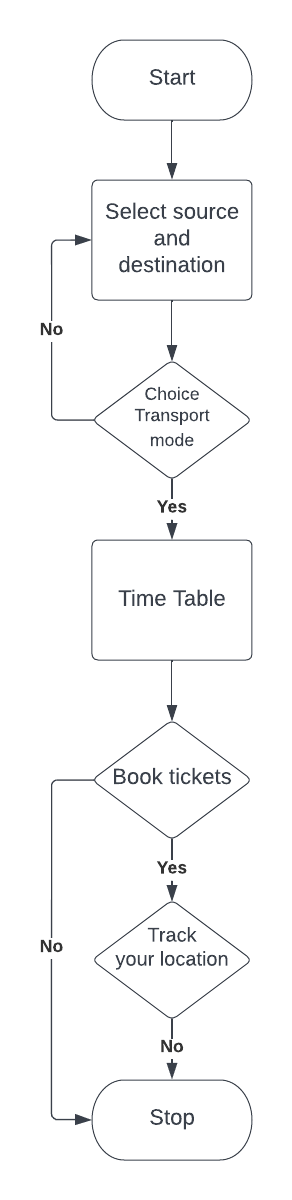 Start
Select source
and
destination
No
Choice
Transport
mode
Yes
Time Table
Book tickets
Yes
No
Track
your location
No
Stop